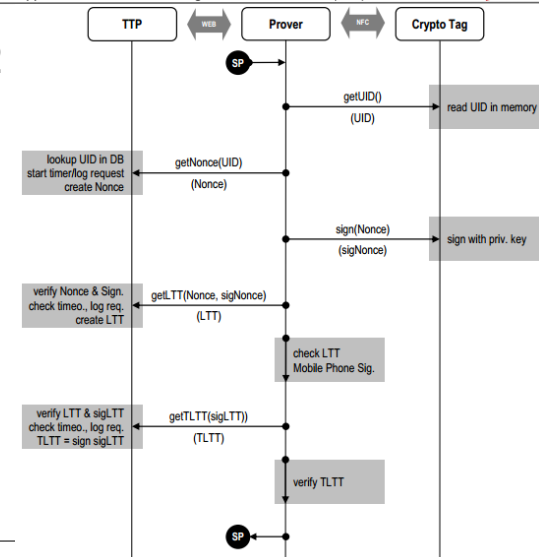 TTP
WEB
Prover
NFC
Crypto Tag
SP
getUID()
(UID)
read UID in memory
lookup UID in DB
start timer/log request
create Nonce
getNonce(UID)
(Nonce)
sign(Nonce)
(sigNonce)
sign with priv. key
verify Nonce & Sign.
check timeo., log req.
create LTT
getLTT(Nonce, sigNonce)
(LTT)
check LTT
Mobile Phone Sig.
verify LTT & sigLTT
check timeo., log req.
TLTT = sign sigLTT
getTLTT(sigLTT))
(TLTT)
verify TLTT
SP